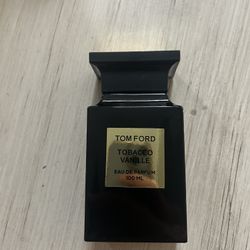 TOM FORD
TOBACCO
VANILLE
EAU DE PARFUM
100 ML